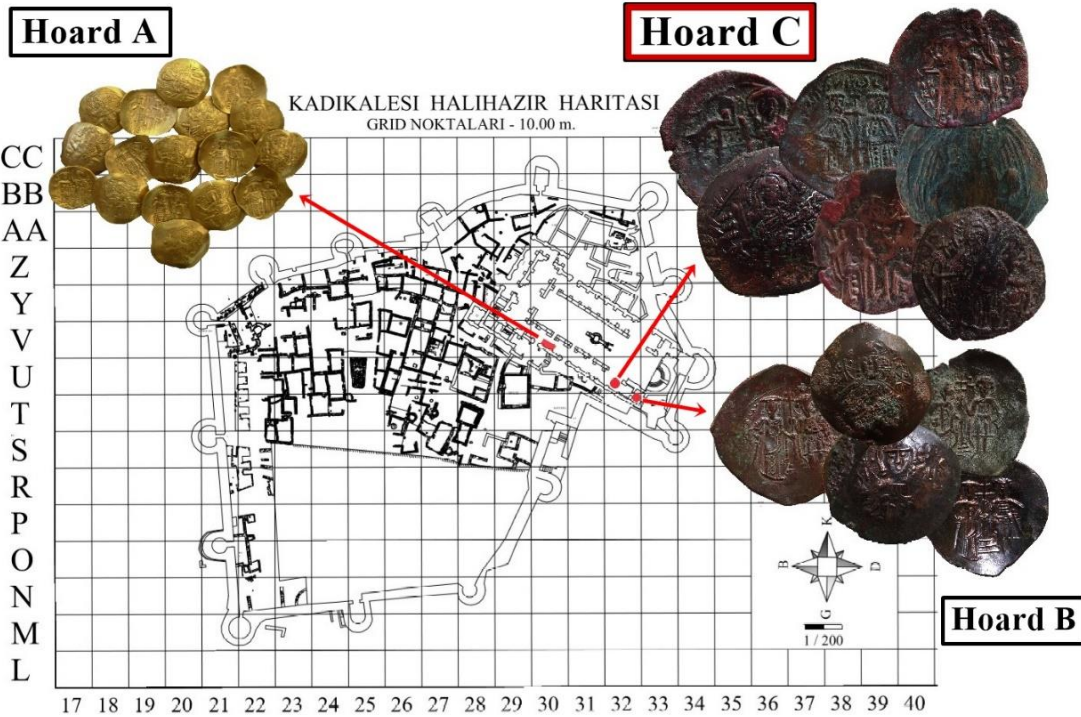 Hoard A
Hoard C
KADIKALESI HALIHAZIR HARITASI
GRID NOKTALARI - 10.00 m.
CC
BB
AA
Z
Y
V
U
T
S
R
P
O
N
M
L
K
B D
G
1 / 200
Hoard B
17 18 19 20 21 22 23 24 25 26 27 28 29 30 31 32 33 34 35 36 37 38 39 40